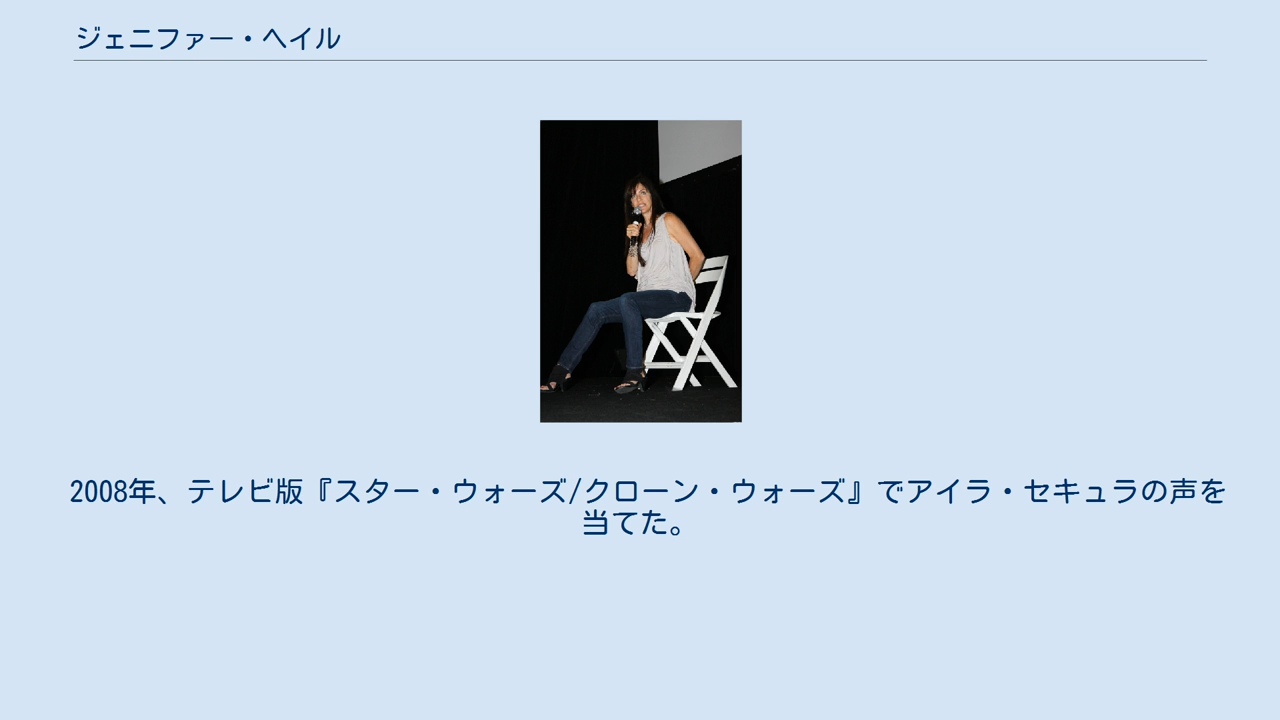 ジェニファー・ヘイル
2008年、テレビ版『スター・ウォーズ/クローン・ウォーズ』でアイラ・セキュラの声を
当てた。